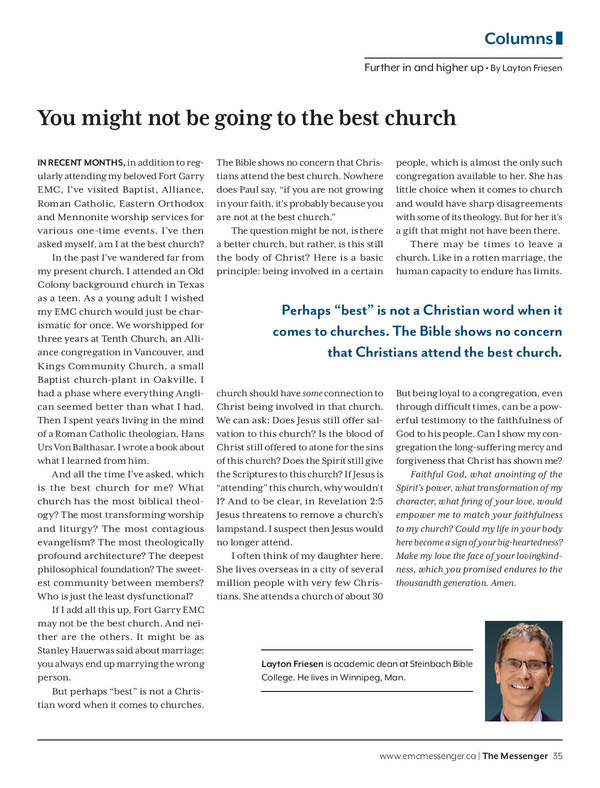 Columns
Further in and higher up • By Layton Friesen
You might not be going to the best church
IN RECENT MONTHS, in addition to reg-
ularly attending my beloved Fort Garry
EMC, I've visited Baptist, Alliance,
Roman Catholic, Eastern Orthodox
and Mennonite worship services for
various one-time events. I've then
asked myself, am I at the best church?
In the past I've wandered far from
my present church. I attended an Old
Colony background church in Texas
as a teen. As a young adult I wished
my EMC church would just be char-
ismatic for once. We worshipped for
three years at Tenth Church, an Alli-
ance congregation in Vancouver, and
Kings Community Church, a small
Baptist church-plant in Oakville. I
had a phase where everything Angli-
can seemed better than what I had.
Then I spent years living in the mind
of a Roman Catholic theologian, Hans
Urs Von Balthasar. I wrote a book about
what I learned from him.
And all the time I've asked, which
is the best church for me? What
church has the most biblical theol-
ogy? The most transforming worship
and liturgy? The most contagious
evangelism? The most theologically
profound architecture? The deepest
philosophical foundation? The sweet-
est community between members?
Who is just the least dysfunctional?
If I add all this up, Fort Garry EMC
may not be the best church. And nei-
ther are the others. It might be as
Stanley Hauerwas said about marriage;
you always end up marrying the wrong
person.
But perhaps "best" is not a Chris-
tian word when it comes to churches.
The Bible shows no concern that Chris-
tians attend the best church. Nowhere
does Paul say, "if you are not growing
in your faith, it's probably because you
are not at the best church."
The question might be not, is there
a better church, but rather, is this still
the body of Christ? Here is a basic
principle: being involved in a certain
church should have some connection to
Christ being involved in that church.
We can ask: Does Jesus still offer sal-
vation to this church? Is the blood of
Christ still offered to atone for the sins
of this church? Does the Spirit still give
the Scriptures to this church? If Jesus is
"attending" this church, why wouldn't
I? And to be clear, in Revelation 2:5
Jesus threatens to remove a church's
lampstand. I suspect then Jesus would
no longer attend.
I often think of my daughter here.
She lives overseas in a city of several
million people with very few Chris-
tians. She attends a church of about 30
people, which is almost the only such
congregation available to her. She has
little choice when it comes to church
and would have sharp disagreements
with some of its theology. But for her it's
a gift that might not have been there.
There may be times to leave a
church. Like in a rotten marriage, the
human capacity to endure has limits.
Perhaps "best" is not a Christian word when it
comes to churches. The Bible shows no concern
that Christians attend the best church.
But being loyal to a congregation, even
through difficult times, can be a pow-
erful testimony to the faithfulness of
God to his people. Can I show my con-
gregation the long-suffering mercy and
forgiveness that Christ has shown me?
Faithful God, what anointing of the
Spirit's power, what transformation of my
character, what firing of your love, would
empower me to match your faithfulness
to my church? Could my life in your body
here become a sign of your big-heartedness?
Make my love the face of your lovingkind-
ness, which you promised endures to the
thousandth generation. Amen.
Layton Friesen is academic dean at Steinbach Bible
College. He lives in Winnipeg, Man.
www.emcmessenger.ca | The Messenger 35